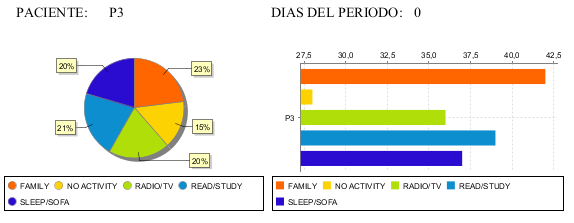 PACIENTE: P3
DIAS DEL PERIODO: 0
20%
23%
15%
20%
21%
FAMILY NO ACTIVITY RADIO/TV READ/STUDY
SLEEP/SOFA
27,5 30,0 32,5 35,0 37,5 40,0 42,5
P3
FAMILY NO ACTIVITY RADIO/TV READ/STUDY
SLEEP/SOFA